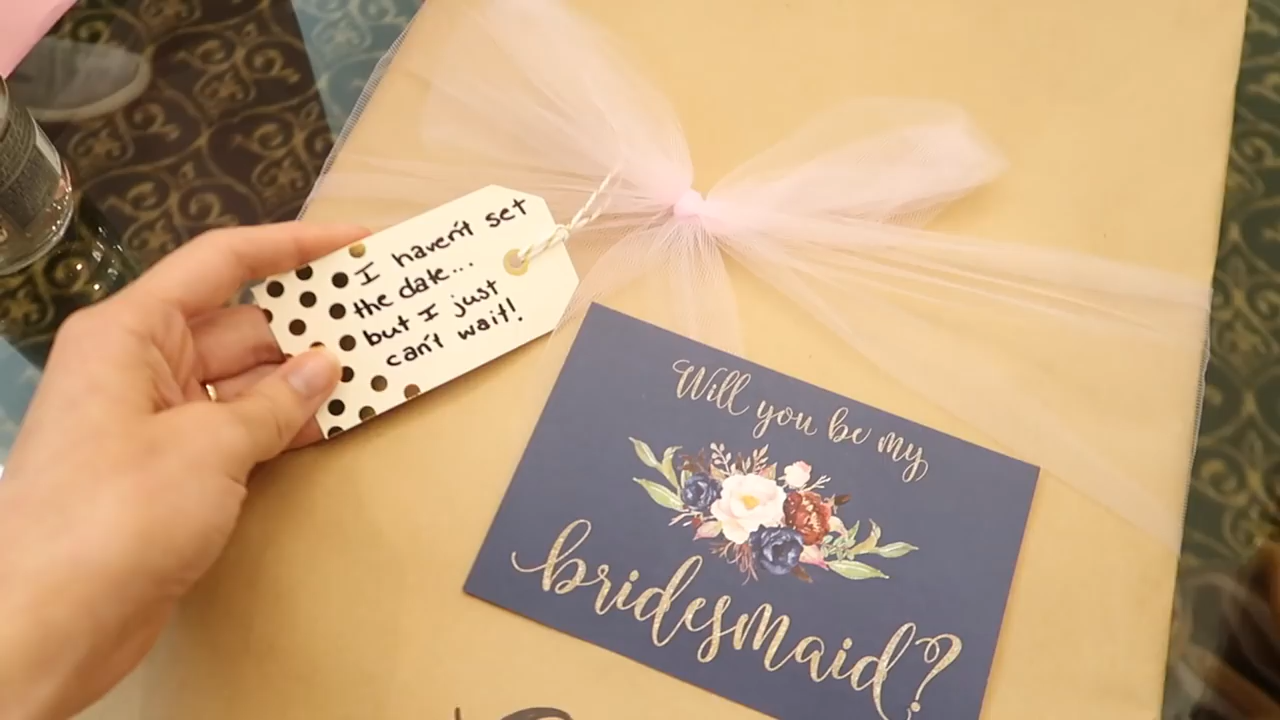 I haven't set
the date...
but I just
can't wait!
Will you be my
bridesmaid?